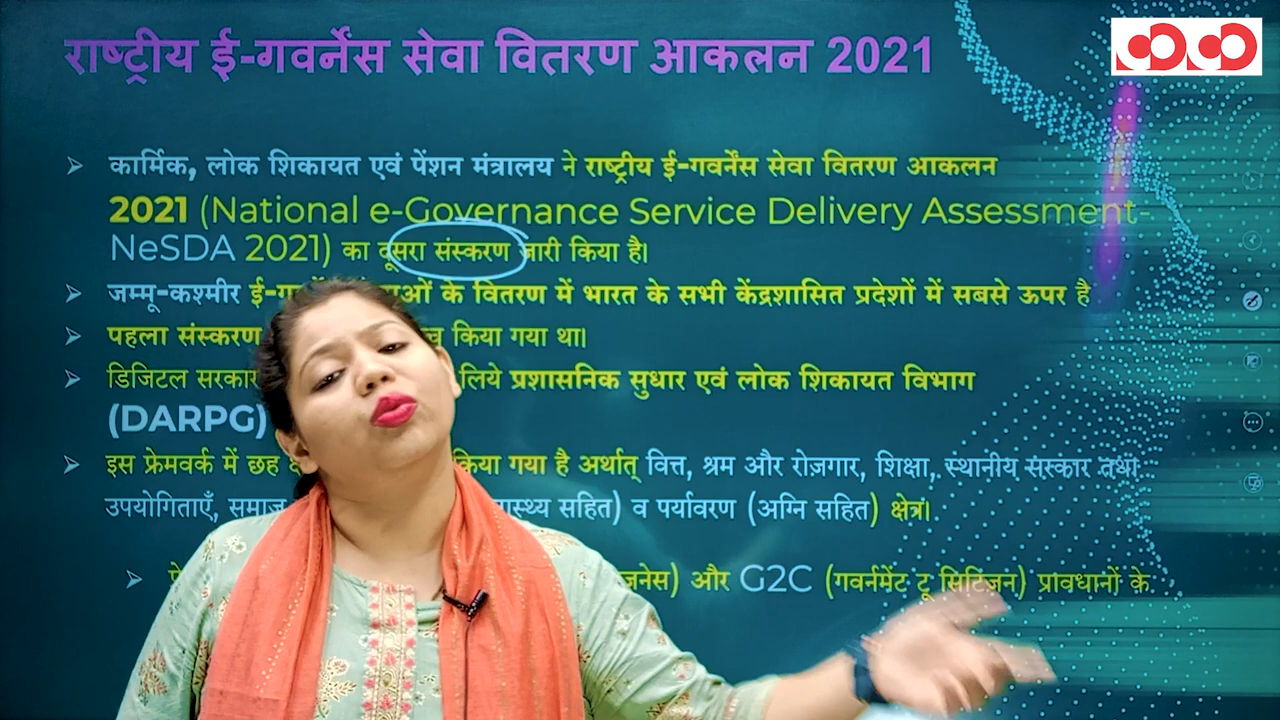 राष्ट्रीय ई-गवर्नेंस सेवा वितरण आकलन 2021
➢ कार्मिक, लोक शिकायत एवं पेंशन मंत्रालय ने राष्ट्रीय ई-गवर्नेंस सेवा वितरण आकलन
2021 (National e-Governance Service Delivery Assessment-
NeSDA 2021) का दूसरा संस्करण जारी किया है।
➢ जम्मू-कश्मीर के वितरण में भारत के सभी केंद्रशासित प्रदेशों में सबसे ऊपर है
➢ पहला संस्करण किया गया था।
➢ डिजिटल लिये प्रशासनिक सुधार एवं लोक शिकायत विभाग
(DARPG)
➢ इस फ्रेमवर्क में छह किया गया है अर्थात् वित्त, श्रम और रोज़गार, शिक्षा, स्थानीय संस्कार तथा
उपयोगिताएँ, सहित) व पर्यावरण (अग्नि सहित) क्षेत्र।
➢ और G2C (गवर्नमेंट टू सिटिज़न) प्रावधानों के